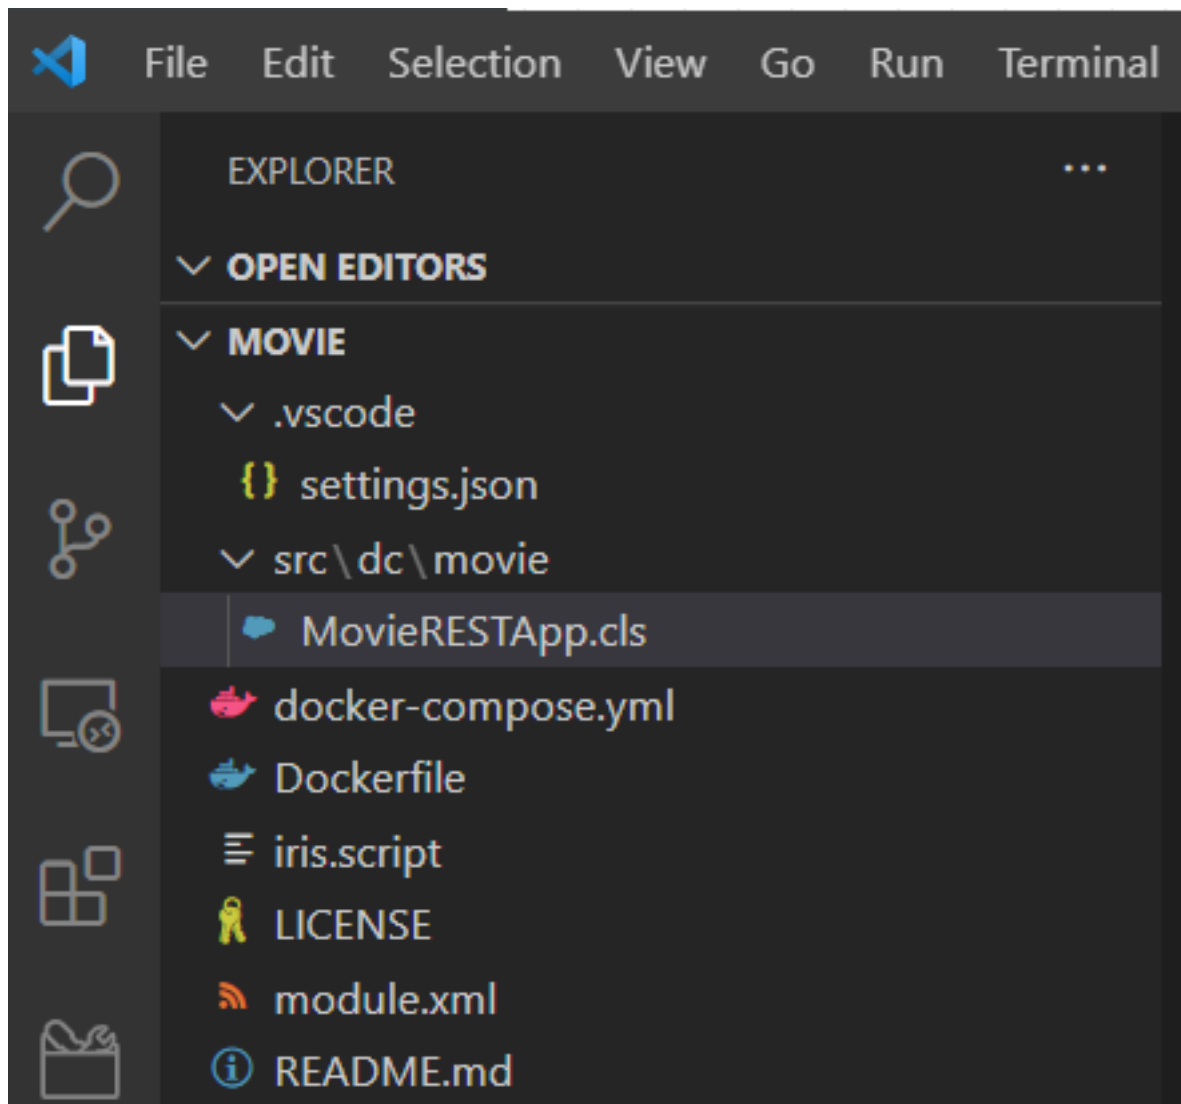 File Edit Selection View Go Run Terminal
EXPLORER ...
OPEN EDITORS
MOVIE
.vscode
{} settings.json
src\dc\movie
MovieRESTApp.cls
docker-compose.yml
Dockerfile
iris.script
LICENSE
module.xml
README.md